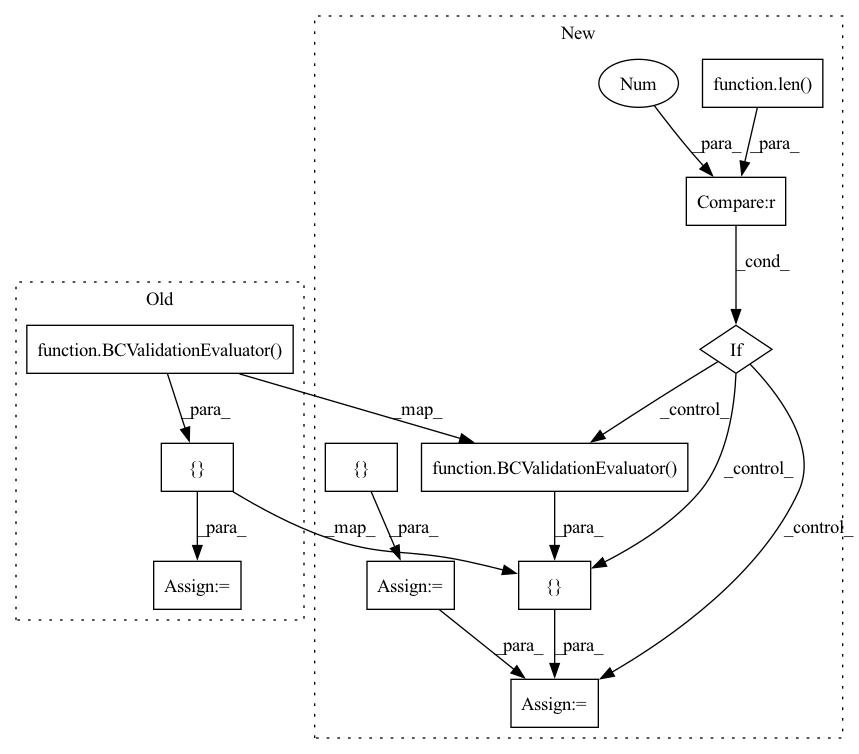 New
Num
function.len()
_para_
_para_
Compare:r
_cond_
Old
function.BCValidationEvaluator()
If
_para_
_map_
_control_
{}
{}
function.BCValidationEvaluator()
_control_
_para_
_map_
_para_
_para_
_control_
Assign:=
Assign:=
{}
_para_
_para_
Assign:=